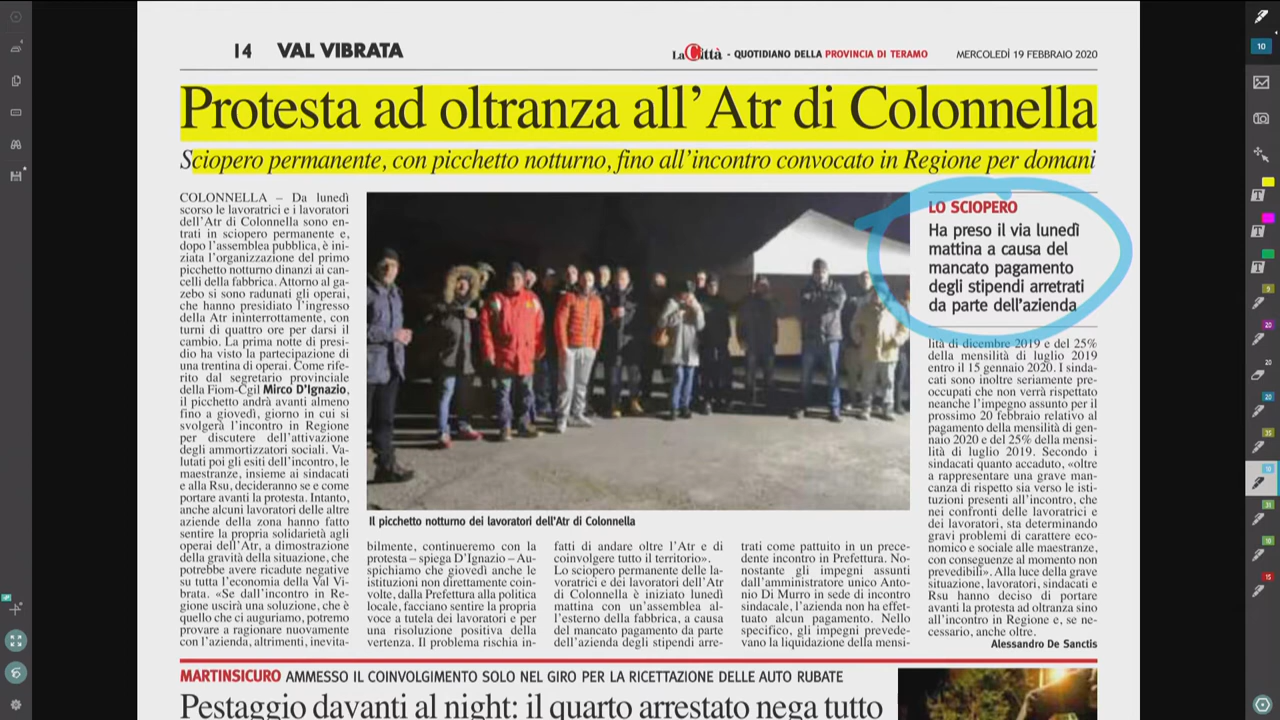 14 VAL VIBRATA
La Città - QUOTIDIANO DELLA PROVINCIA DI TERAMO
MERCOLEDÌ 19 FEBBRAIO 2020
Protesta ad oltranza all'Atr di Colonnella
Sciopero permanente, con picchetto notturno, fino all'incontro convocato in Regione per domani
COLONNELLA – Da lunedì
scorso le lavoratrici e i lavoratori
dell'Atr di Colonnella sono en-
trati in sciopero permanente e,
dopo l'assemblea pubblica, è ini-
ziata l'organizzazione del primo
picchetto notturno dinanzi ai can-
celli della fabbrica. Attorno al ga-
zebo si sono radunati gli operai,
che hanno presidiato l'ingresso
della Atr ininterrottamente, con
turni di quattro ore per darsi il
cambio. La prima notte di presi-
dio ha visto la partecipazione di
una trentina di operai. Come rife-
rito dal segretario provinciale
della Fiom-Cgil Mirco D'Ignazio,
il picchetto andrà avanti almeno
fino a giovedì, giorno in cui si
svolgerà l'incontro in Regione
per discutere dell'attivazione
degli ammortizzatori sociali. Va-
lutati poi gli esiti dell'incontro, le
maestranze, insieme ai sindacati
e alla Rsu, decideranno se e come
portare avanti la protesta. Intanto,
anche alcuni lavoratori delle altre
aziende della zona hanno fatto
sentire la propria solidarietà agli
operai dell'Atr, a dimostrazione
della gravità della situazione, che
potrebbe avere ricadute negative
su tutta l'economia della Val Vi-
brata. «Se dall'incontro in Re-
gione uscirà una soluzione, che è
quello che ci auguriamo, potremo
provare a ragionare nuovamente
con l'azienda, altrimenti, inevita-
Il picchetto notturno dei lavoratori dell'Atr di Colonnella
bilmente, continueremo con la
protesta – spiega D'Ignazio – Au-
spichiamo che giovedì anche le
istituzioni non direttamente coin-
volte, dalla Prefettura alla politica
locale, facciano sentire la propria
voce a tutela dei lavoratori e per
una risoluzione positiva della
vertenza. Il problema rischia in-
fatti di andare oltre l'Atr e di
coinvolgere tutto il territorio».
Lo sciopero permanente delle la-
voratrici e dei lavoratori dell'Atr
di Colonnella è iniziato lunedì
mattina con un'assemblea al-
l'esterno della fabbrica, a causa
del mancato pagamento da parte
dell'azienda degli stipendi arre-
trati come pattuito in un prece-
dente incontro in Prefettura. No-
nostante gli impegni assunti
dall'amministratore unico Anto-
nio Di Murro in sede di incontro
sindacale, l'azienda non ha effet-
tuato alcun pagamento. Nello
specifico, gli impegni prevede-
vano la liquidazione della mensi-
LO SCIOPERO
Ha preso il via lunedì
mattina a causa del
mancato pagamento
degli stipendi arretrati
da parte dell'azienda
lità di dicembre 2019 e del 25%
della mensilità di luglio 2019
entro il 15 gennaio 2020. I sinda-
cati sono inoltre seriamente pre-
occupati che non verrà rispettato
neanche l'impegno assunto per il
prossimo 20 febbraio relativo al
pagamento della mensilità di gen-
naio 2020 e del 25% della mensi-
lità di luglio 2019. Secondo i
sindacati quanto accaduto, «oltre
a rappresentare una grave man-
canza di rispetto sia verso le isti-
tuzioni presenti all'incontro, che
nei confronti delle lavoratrici e
dei lavoratori, sta determinando
gravi problemi di carattere eco-
nomico e sociale alle maestranze,
con conseguenze al momento non
prevedibili». Alla luce della grave
situazione, lavoratori, sindacati e
Rsu hanno deciso di portare
avanti la protesta ad oltranza sino
all'incontro in Regione e, se ne-
cessario, anche oltre.
Alessandro De Sanctis
MARTINSICURO AMMESSO IL COINVOLGIMENTO SOLO NEL GIRO PER LA RICETTAZIONE DELLE AUTO RUBATE
Pestaggio davanti al night: il quarto arrestato nega tutto